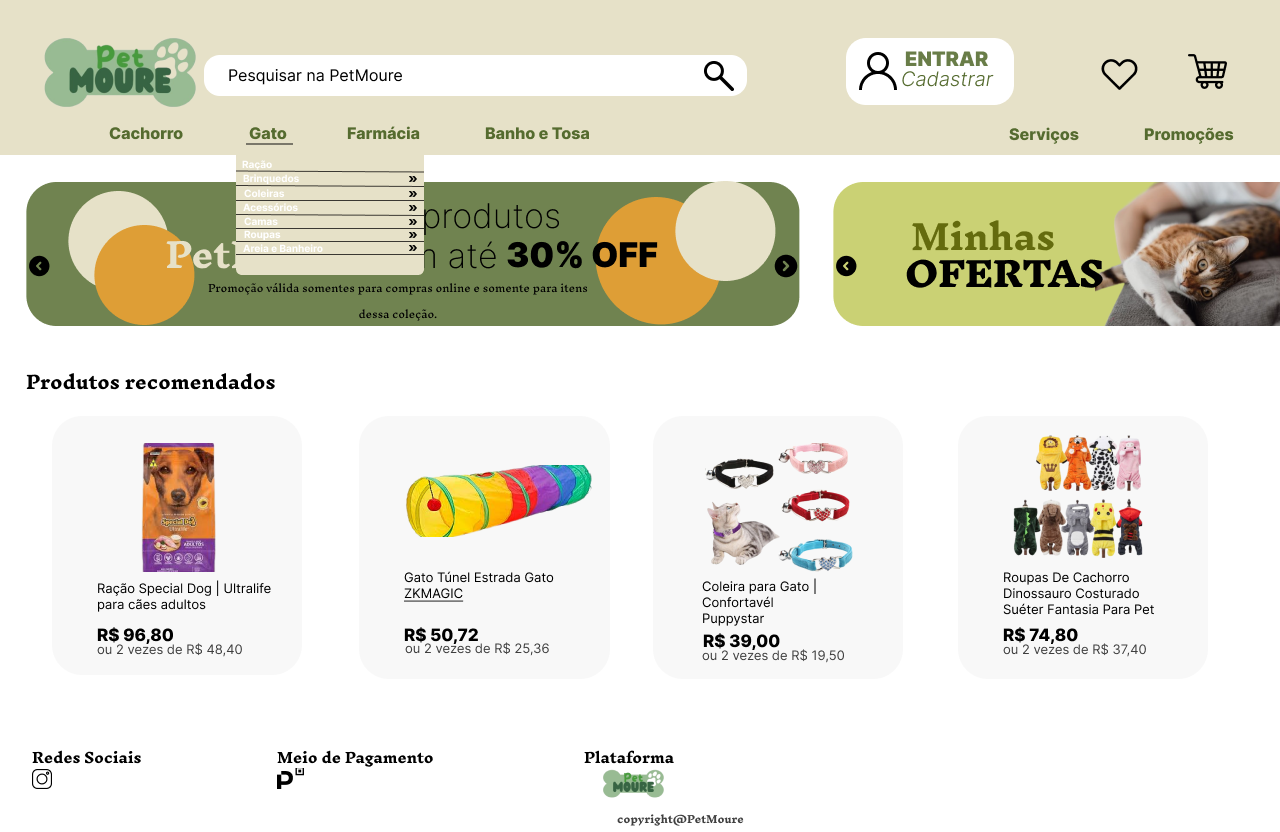 Pet
MOURE
Pesquisar na PetMoure
ENTRAR
Cadastrar
Cachorro
Gato
Farmácia
Banho e Tosa
Serviços
Promoções
Ração
Brinquedos »
Coleiras »
Acessórios »
Camas »
Roupas »
Areia e Banheiro »
produtos
até 30% OFF
Promoção válida somentes para compras online e somente para itens
dessa coleção.
Minhas
OFERTAS
Produtos recomendados
Special Dog
Ultralife
ADULTOS
Ração Special Dog | Ultralife
para cães adultos
R$ 96,80
ou 2 vezes de R$ 48,40
Gato Túnel Estrada Gato
ZKMAGIC
R$ 50,72
ou 2 vezes de R$ 25,36
Coleira para Gato |
Confortavél
Puppystar
R$ 39,00
ou 2 vezes de R$ 19,50
Roupas De Cachorro
Dinossauro Costurado
Suéter Fantasia Para Pet
R$ 74,80
ou 2 vezes de R$ 37,40
Redes Sociais
Meio de Pagamento
Plataforma
Pet
MOURE
copyright@PetMoure